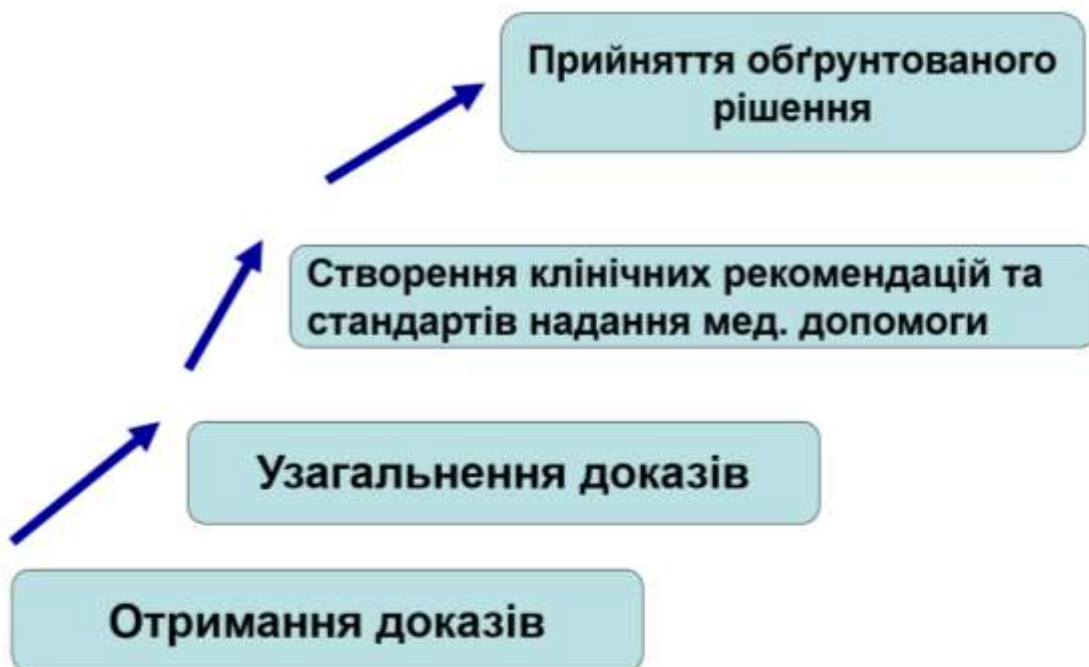 Прийняття обґрунтованого
рішення
Створення клінічних рекомендацій та
стандартів надання мед. допомоги
Узагальнення доказів
Отримання доказів